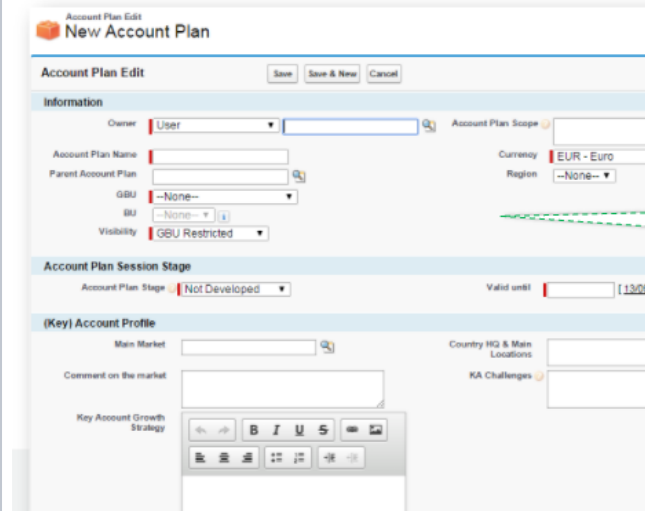 Account Plan Edit
New Account Plan
Account Plan Edit
Save
Save & New
Cancel
Information
Owner
User
Account Plan Scope
Account Plan Name
Currency
EUR - Euro
Parent Account Plan
Region
--None--
GBU
--None--
BU
--None--
Visibility
GBU Restricted
Account Plan Session Stage
Account Plan Stage
Not Developed
Valid until
(Key) Account Profile
Main Market
Country HQ & Main
Locations
Comment on the market
KA Challenges
Key Account Growth
Strategy
B I U S